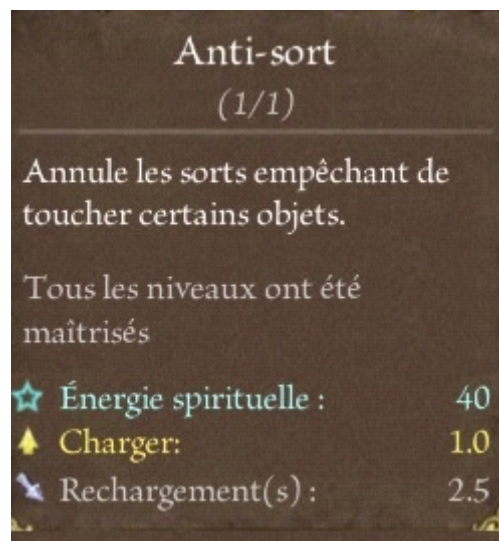 Anti-sort
(1/1)
Annule les sorts empêchant de
toucher certains objets.
Tous les niveaux ont été
maîtrisés
Énergie spirituelle : 40
Charger: 1.0
Rechargement(s) : 2.5